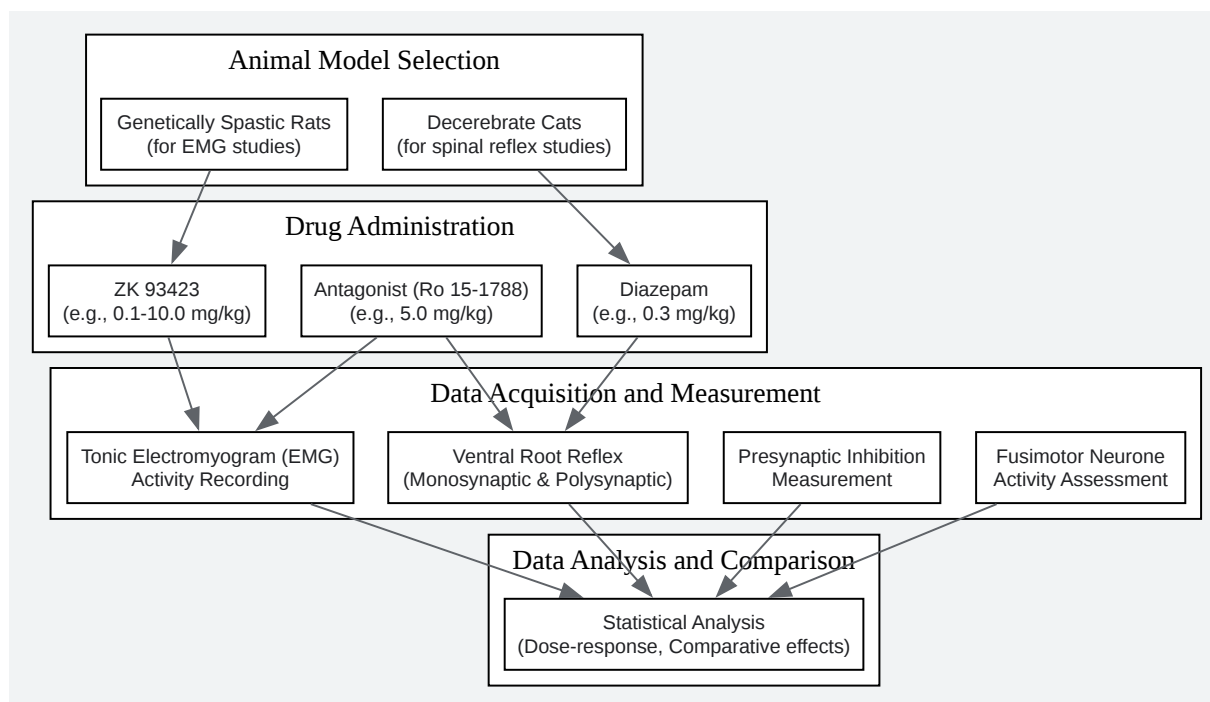 Animal Model Selection
Genetically Spastic Rats
(for EMG studies)
Decerebrate Cats
(for spinal reflex studies)
Drug Administration
ZK 93423
(e.g., 0.1-10.0 mg/kg)
Antagonist (Ro 15-1788)
(e.g., 5.0 mg/kg)
Diazepam
(e.g., 0.3 mg/kg)
Data Acquisition and Measurement
Tonic Electromyogram (EMG)
Activity Recording
Ventral Root Reflex
(Monosynaptic & Polysynaptic)
Presynaptic Inhibition
Measurement
Fusimotor Neurone
Activity Assessment
Data Analysis and Comparison
Statistical Analysis
(Dose-response, Comparative effects)